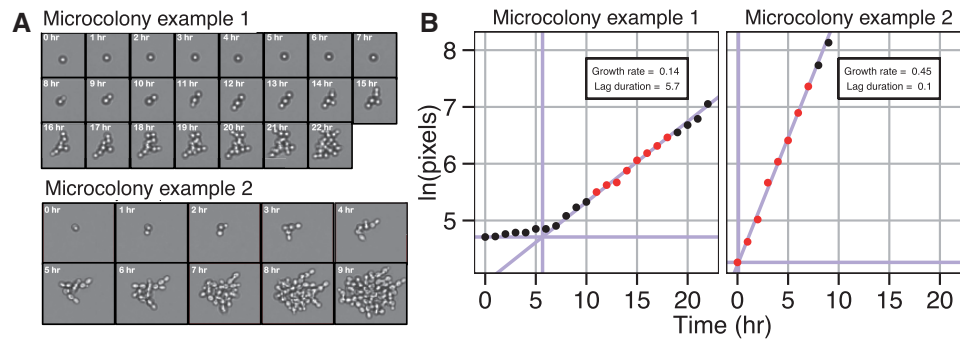 A
Microcolony example 1
0 hr 1 hr 2 hr 3 hr 4 hr 5 hr 6 hr 7 hr
8 hr 9 hr 10 hr 11 hr 12 hr 13 hr 14 hr 15 hr
16 hr 17 hr 18 hr 19 hr 20 hr 21 hr 22 hr
Microcolony example 2
0 hr 1 hr 2 hr 3 hr 4 hr
5 hr 6 hr 7 hr 8 hr 9 hr
B
Microcolony example 1 Microcolony example 2
ln(pixels)
8
7
6
5
Growth rate = 0.14
Lag duration = 5.7
Growth rate = 0.45
Lag duration = 0.1
0 5 10 15 20 0 5 10 15 20
Time (hr)